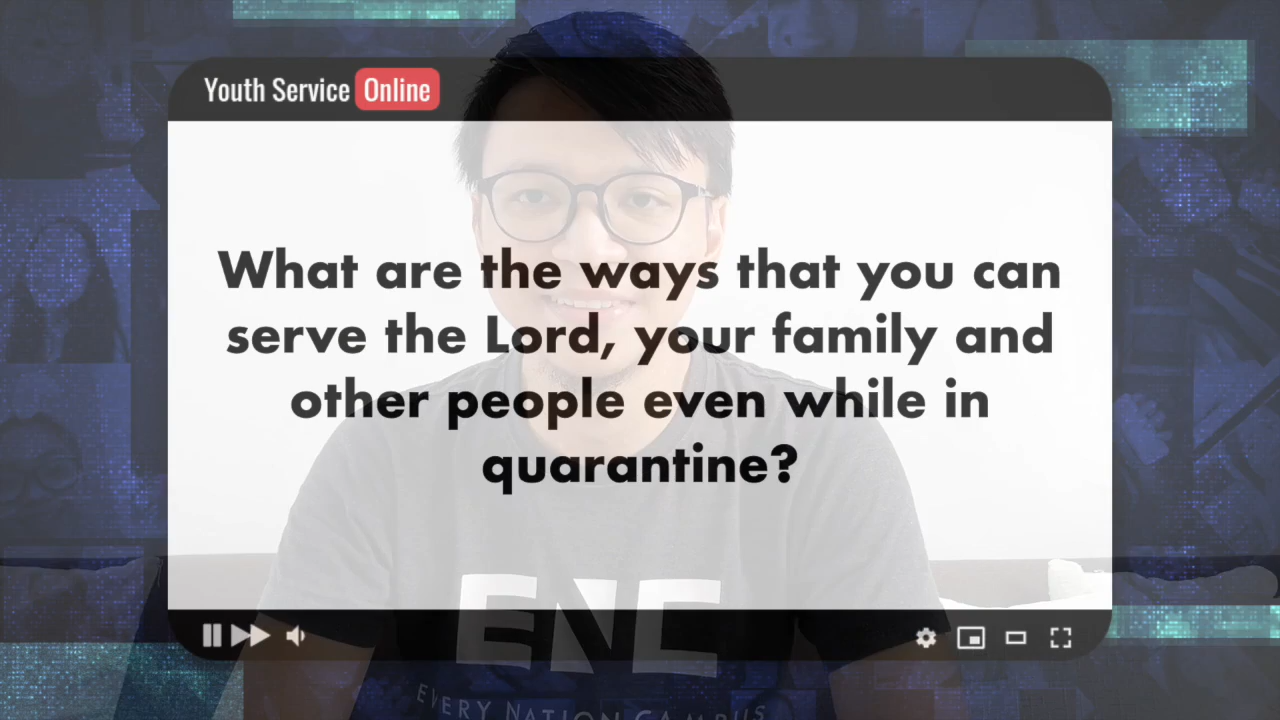 Youth Service Online
What are the ways that you can
serve the Lord, your family and
other people even while in
quarantine?
ENC
EVERY NATION CAMPUS